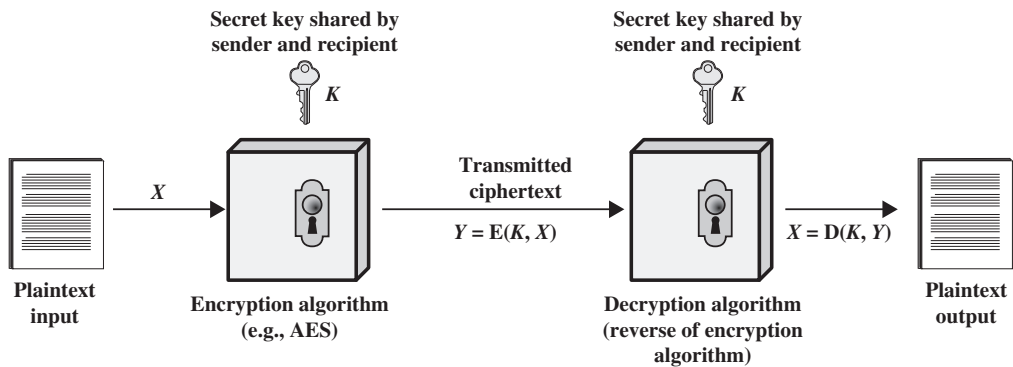 Secret key shared by
sender and recipient
K
Secret key shared by
sender and recipient
K
X
Transmitted
ciphertext
Y = E(K, X)
X = D(K, Y)
Plaintext
input
Encryption algorithm
(e.g., AES)
Decryption algorithm
(reverse of encryption
algorithm)
Plaintext
output